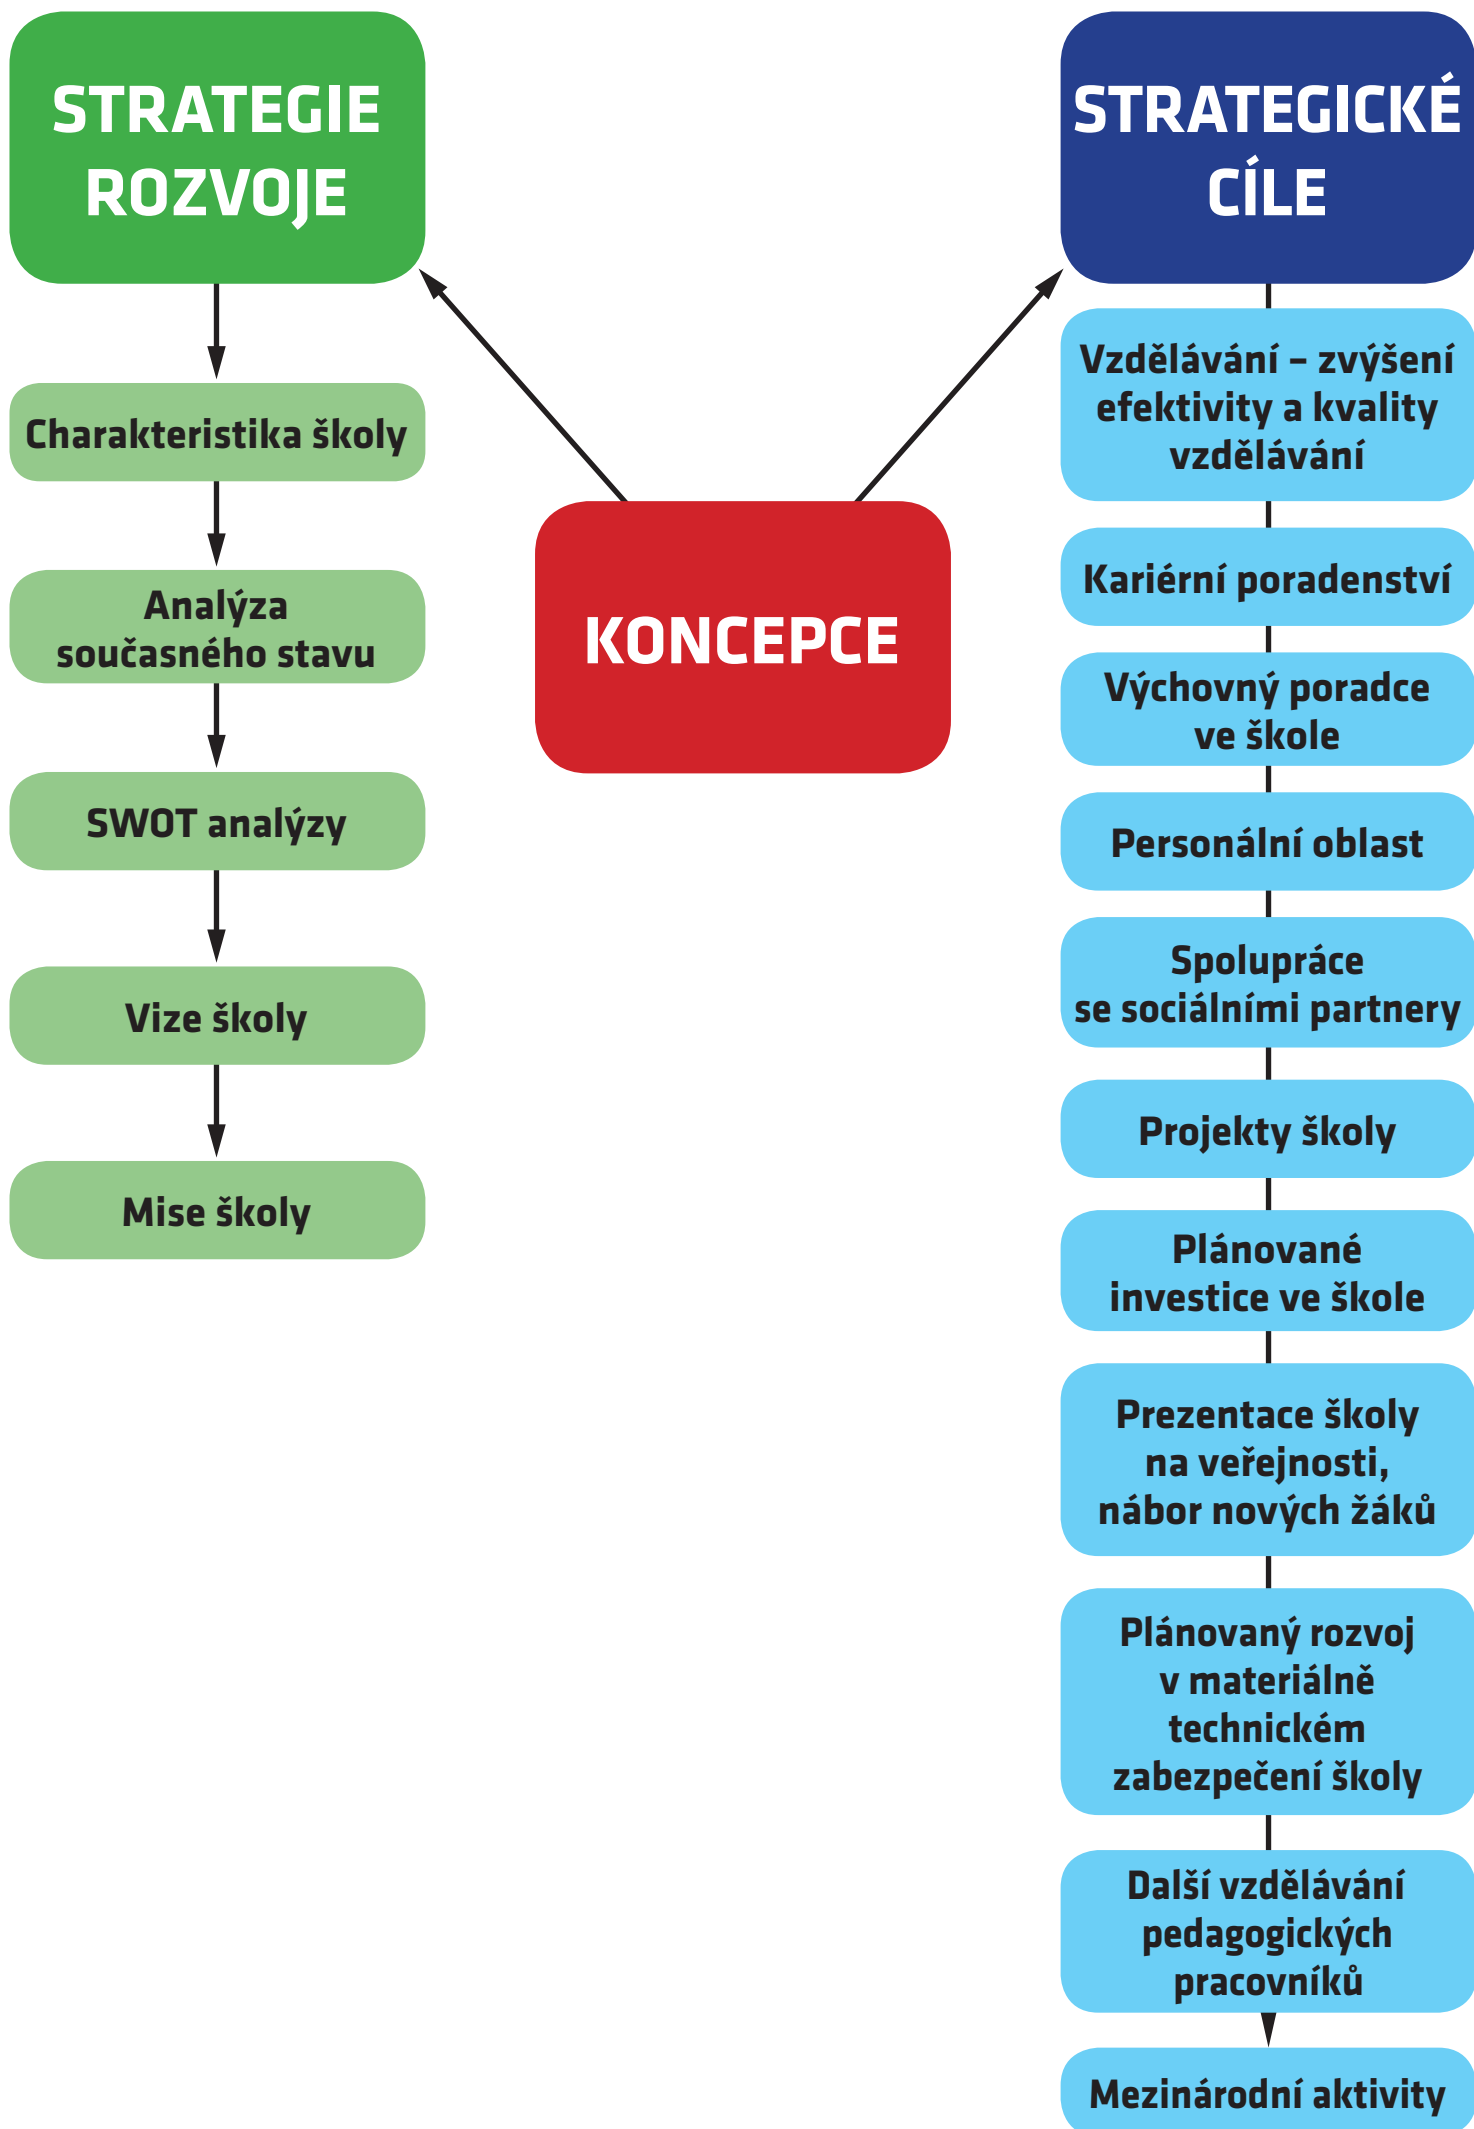 STRATEGIE
ROZVOJE
Charakteristika školy
Analýza
současného stavu
SWOT analýzy
Vize školy
Mise školy
KONCEPCE
STRATEGICKÉ
CÍLE
Vzdělávání – zvýšení
efektivity a kvality
vzdělávání
Kariérní poradenství
Výchovný poradce
ve škole
Personální oblast
Spolupráce
se sociálními partnery
Projekty školy
Plánované
investice ve škole
Prezentace školy
na veřejnosti,
nábor nových žáků
Plánovaný rozvoj
v materiálně
technickém
zabezpečení školy
Další vzdělávání
pedagogických
pracovníků
Mezinárodní aktivity